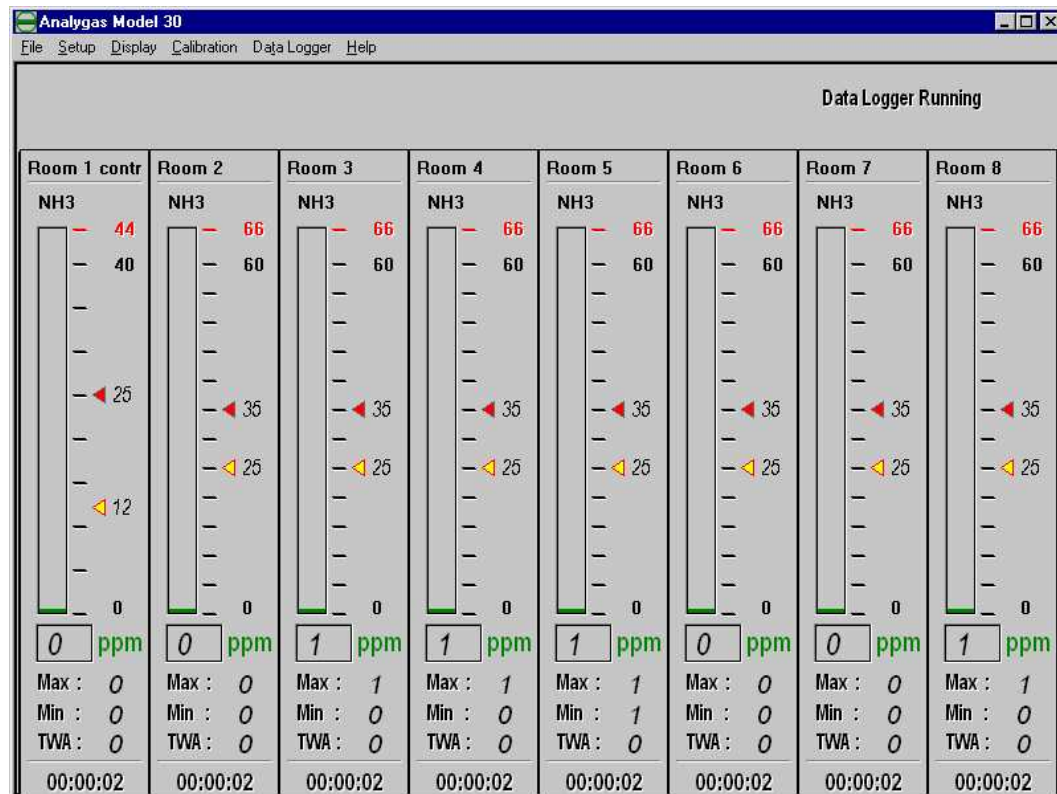 Analygas Model 30
File Setup Display Calibration Data Logger Help
Data Logger Running
Room 1 contr Room 2 Room 3 Room 4 Room 5 Room 6 Room 7 Room 8
NH3 NH3 NH3 NH3 NH3 NH3 NH3 NH3
44 66 66 66 66 66 66 66
40 60 60 60 60 60 60 60
25 35 35 35 35 35 35 35
12 25 25 25 25 25 25 25
0 0 0 0 0 0 0 0
0 ppm 0 ppm 1 ppm 1 ppm 1 ppm 0 ppm 0 ppm 1 ppm
Max : 0 Max : 0 Max : 1 Max : 1 Max : 1 Max : 0 Max : 0 Max : 1
Min : 0 Min : 0 Min : 0 Min : 0 Min : 1 Min : 0 Min : 0 Min : 0
TWA : 0 TWA : 0 TWA : 0 TWA : 0 TWA : 0 TWA : 0 TWA : 0 TWA : 0
00:00:02 00:00:02 00:00:02 00:00:02 00:00:02 00:00:02 00:00:02 00:00:02